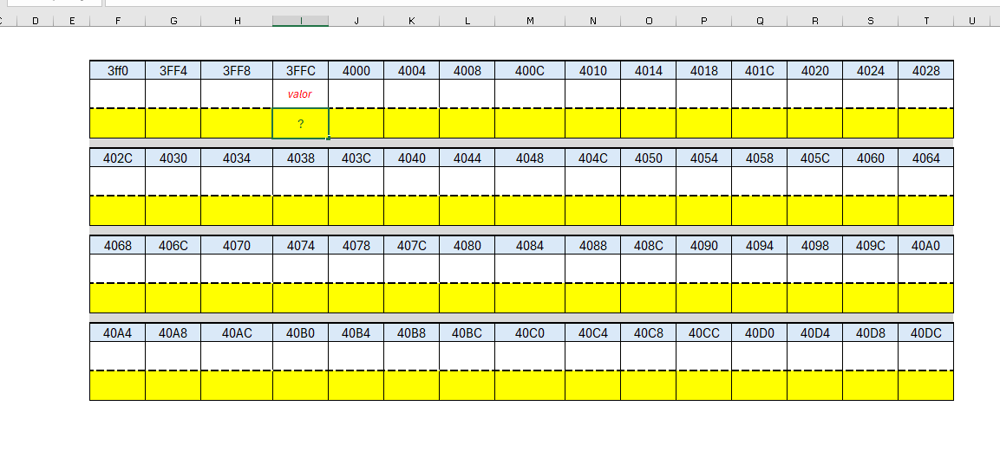 D E F G H I J K L M N O P Q R S T U
3ff0 3FF4 3FF8 3FFC 4000 4004 4008 400C 4010 4014 4018 401C 4020 4024 4028
valor
?
402C 4030 4034 4038 403C 4040 4044 4048 404C 4050 4054 4058 405C 4060 4064
4068 406C 4070 4074 4078 407C 4080 4084 4088 408C 4090 4094 4098 409C 40A0
40A4 40A8 40AC 40B0 40B4 40B8 40BC 40C0 40C4 40C8 40CC 40D0 40D4 40D8 40DC